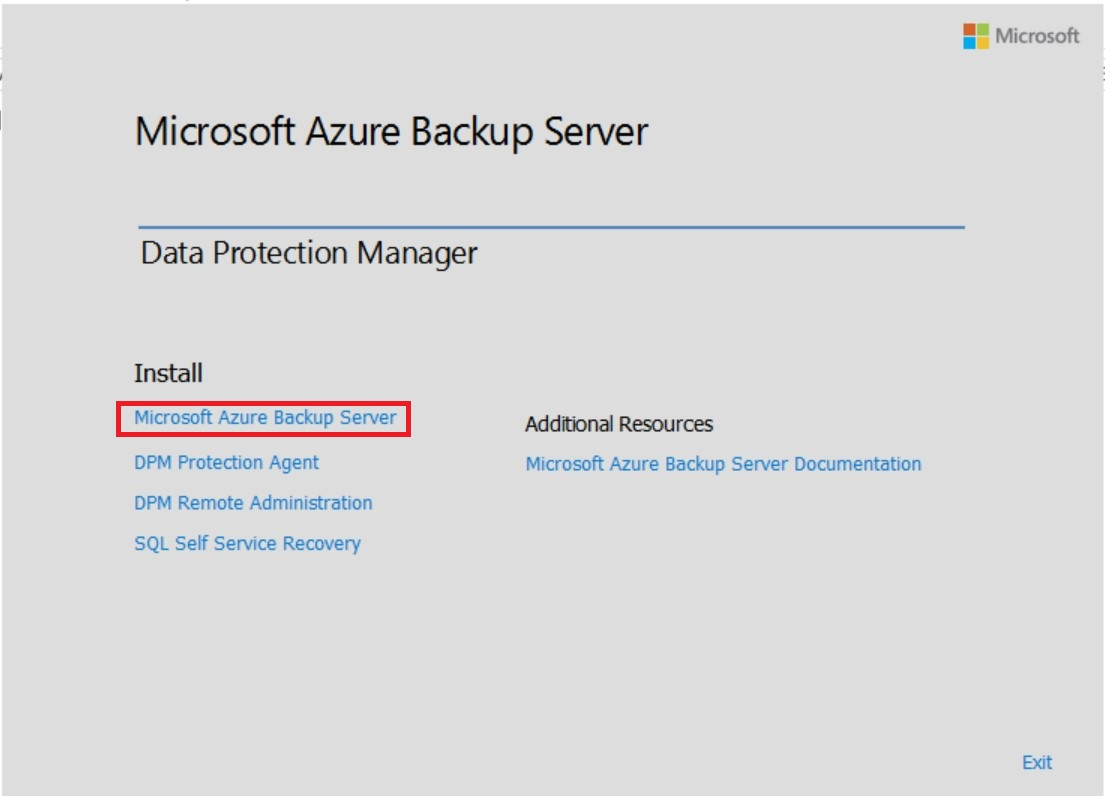 Microsoft
Microsoft Azure Backup Server
Data Protection Manager
Install
Microsoft Azure Backup Server
DPM Protection Agent
DPM Remote Administration
SQL Self Service Recovery
Additional Resources
Microsoft Azure Backup Server Documentation
Exit